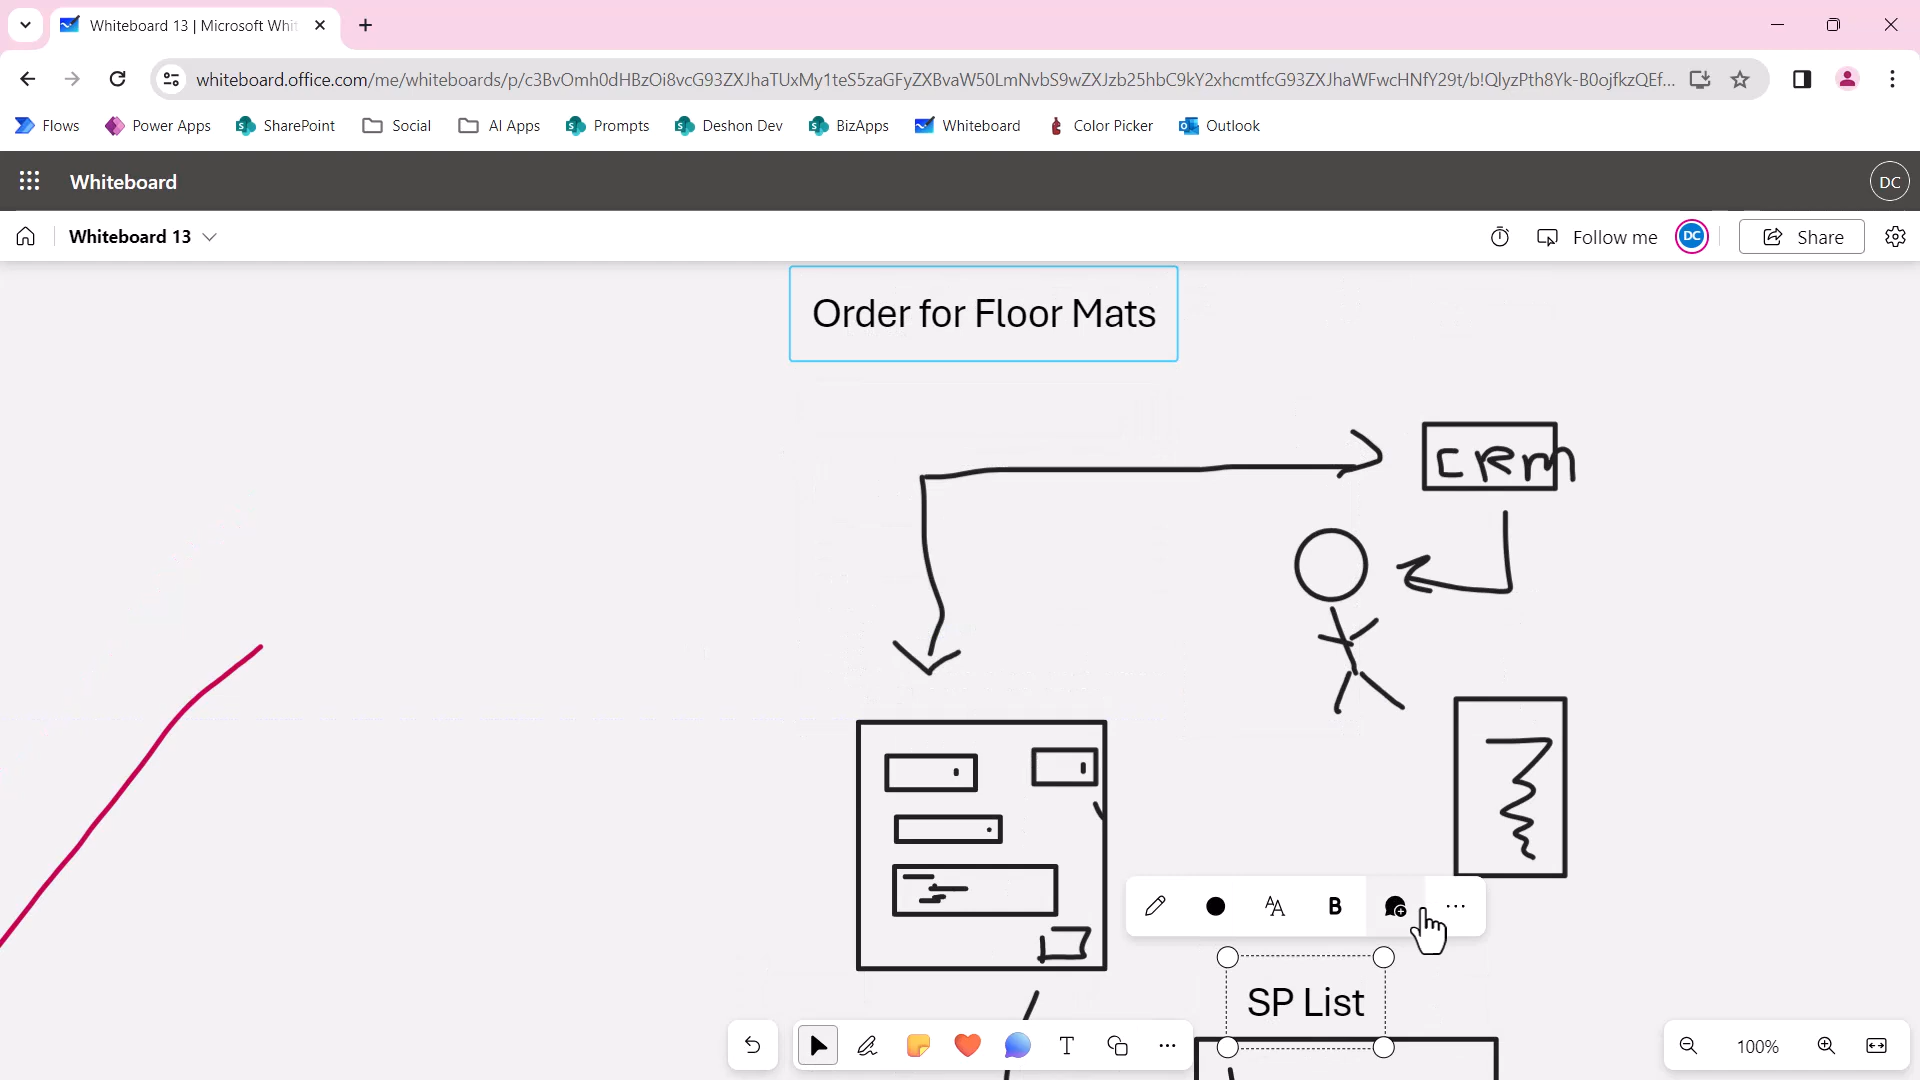 Whiteboard 13 | Microsoft Whit
whiteboard.office.com/me/whiteboards/p/c3BvOmh0dHBzOi8vcG93ZXJhaTUxMy1teS5zaGFyZXBvaW50LmNvbS9wZXJzb25hbC9kY2xhcmtfcG93ZXJhaWFwcHNfY29t/b!QlyzPth8Yk-B0ojfkzQEf...
Flows Power Apps SharePoint Social AI Apps Prompts Deshon Dev BizApps Whiteboard Color Picker Outlook
Whiteboard DC
Whiteboard 13 Follow me DC Share
Order for Floor Mats
CRM
B
SP List
T 100%